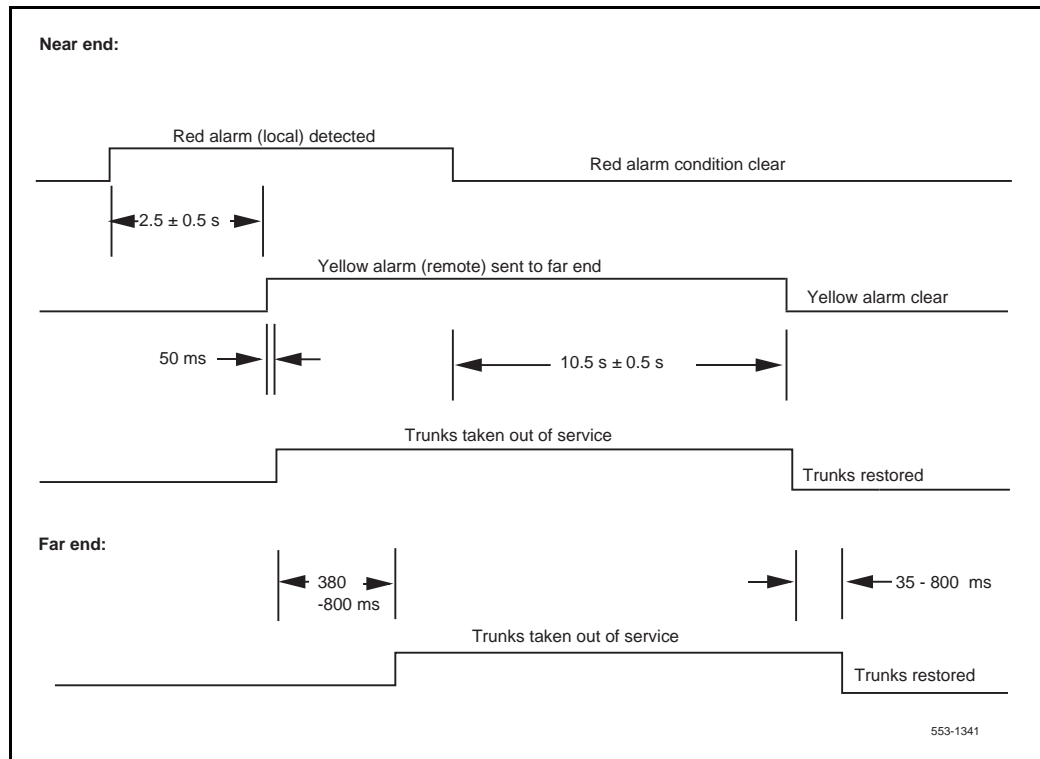 Near end:
Red alarm (local) detected
Red alarm condition clear
2.5 ± 0.5 s
Yellow alarm (remote) sent to far end
Yellow alarm clear
50 ms
10.5 s ± 0.5 s
Trunks taken out of service
Trunks restored
Far end:
380
-800 ms
35 - 800 ms
Trunks taken out of service
Trunks restored
553-1341